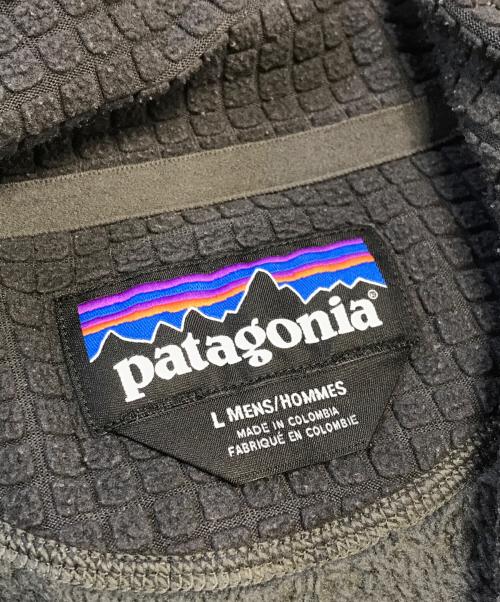 patagonia®
L MENS/HOMMES
MADE IN COLOMBIA
FABRIQUÉ EN COLOMBIE